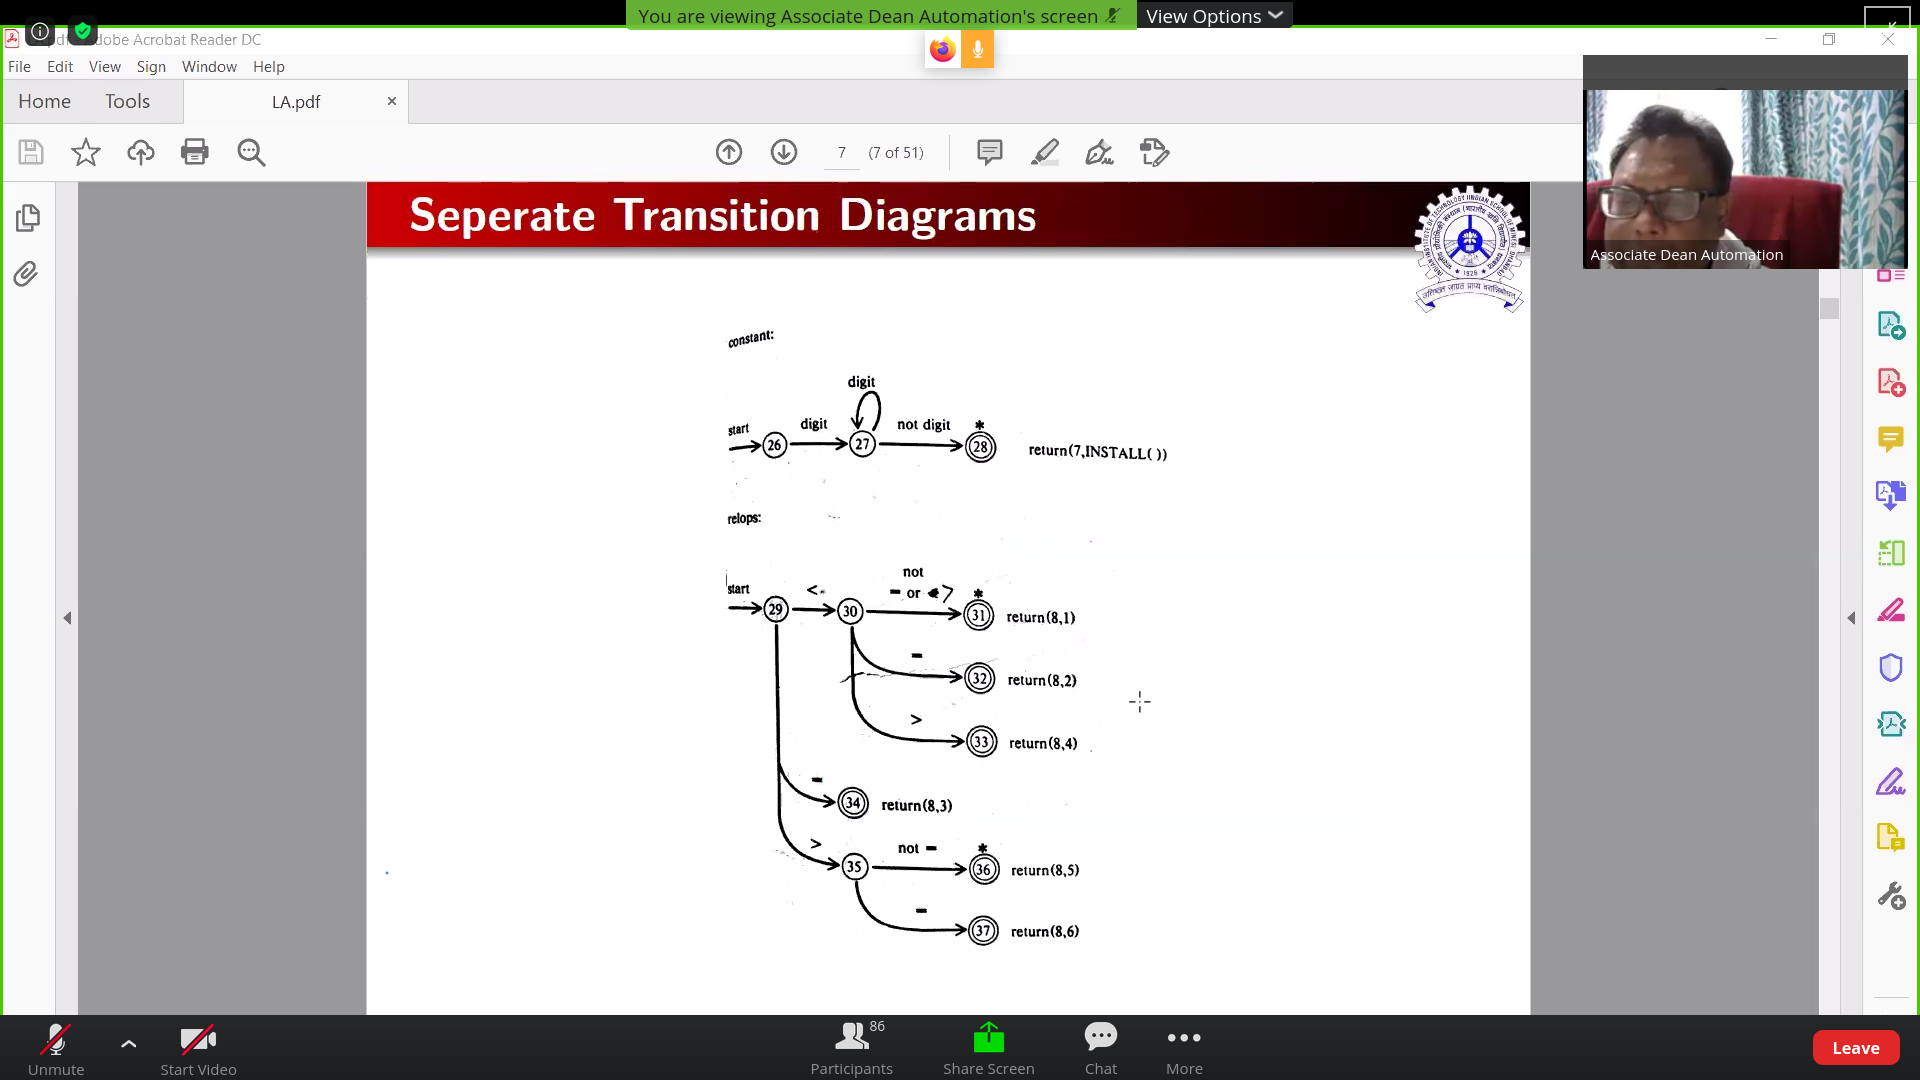 You are viewing Associate Dean Automation's screen
View Options
Adobe Acrobat Reader DC
File Edit View Sign Window Help
Home Tools LA.pdf
7 (7 of 51)
Associate Dean Automation
Seperate Transition Diagrams
1926
constant:
digit
start digit not digit *
26 27 28 return(7,INSTALL( ))
relops:
not
start < = or > *
29 30 31 return(8,1)
=
32 return(8,2)
>
33 return(8,4)
=
34 return(8,3)
> not = *
35 36 return(8,5)
=
37 return(8,6)
86
Unmute Start Video Participants Share Screen Chat More Leave